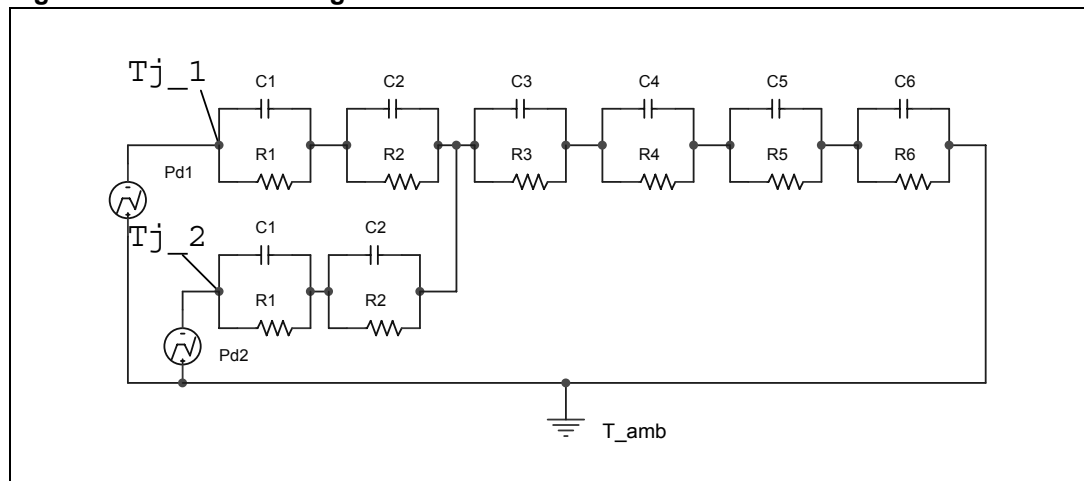 Tj_1
C1 C2 C3 C4 C5 C6
R1 R2 R3 R4 R5 R6
Pd1
Tj_2
C1 C2
R1 R2
Pd2
T_amb